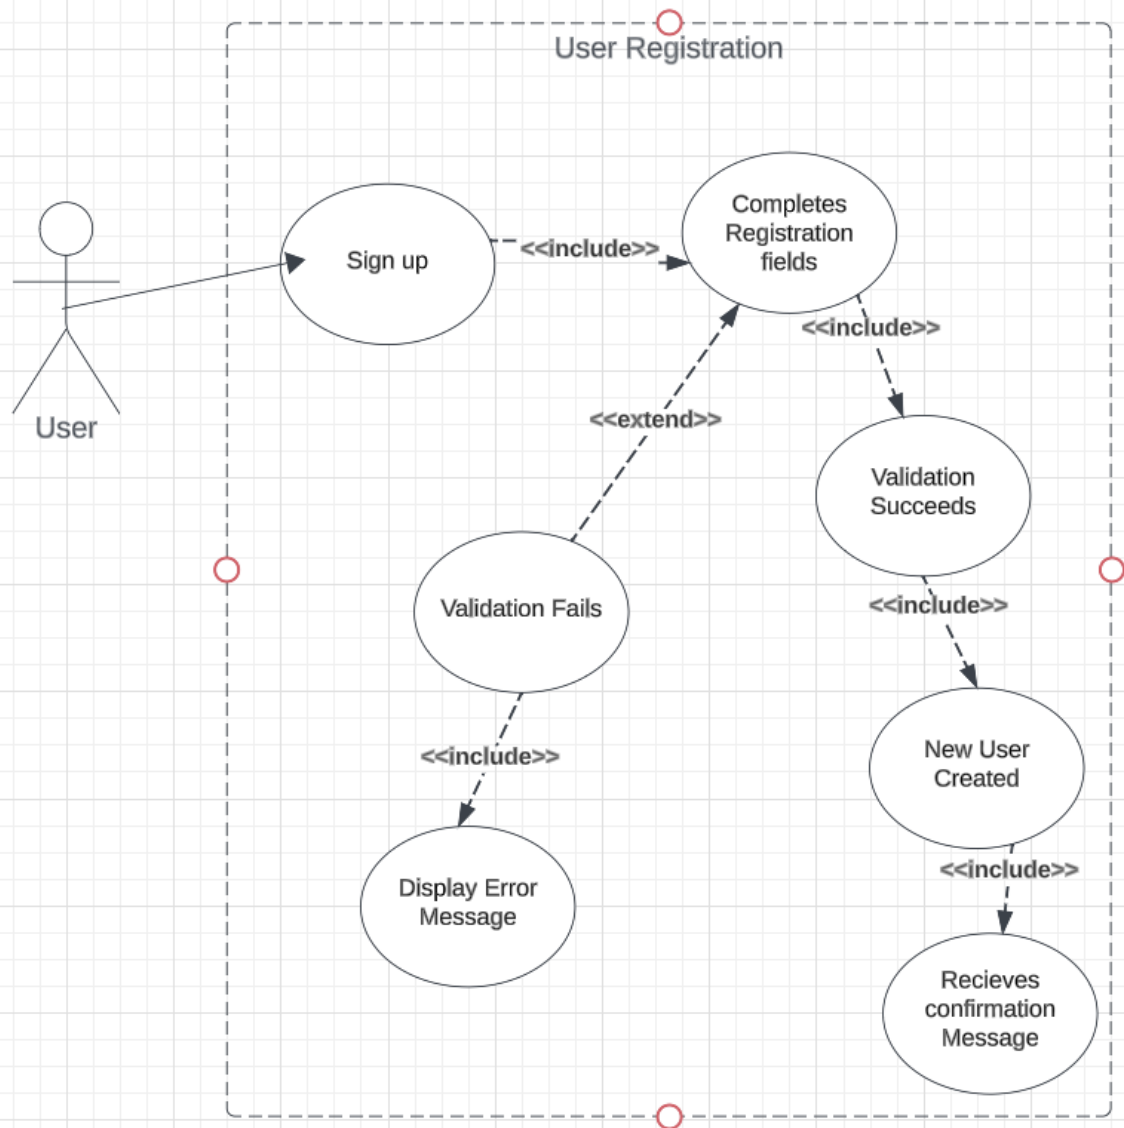 User Registration
Completes
Registration
fields
Sign up
<<include>>
<<include>>
User
<<extend>>
Validation
Succeeds
<<include>>
Validation Fails
<<include>>
New User
Created
<<include>>
Display Error
Message
Recieves
confirmation
Message